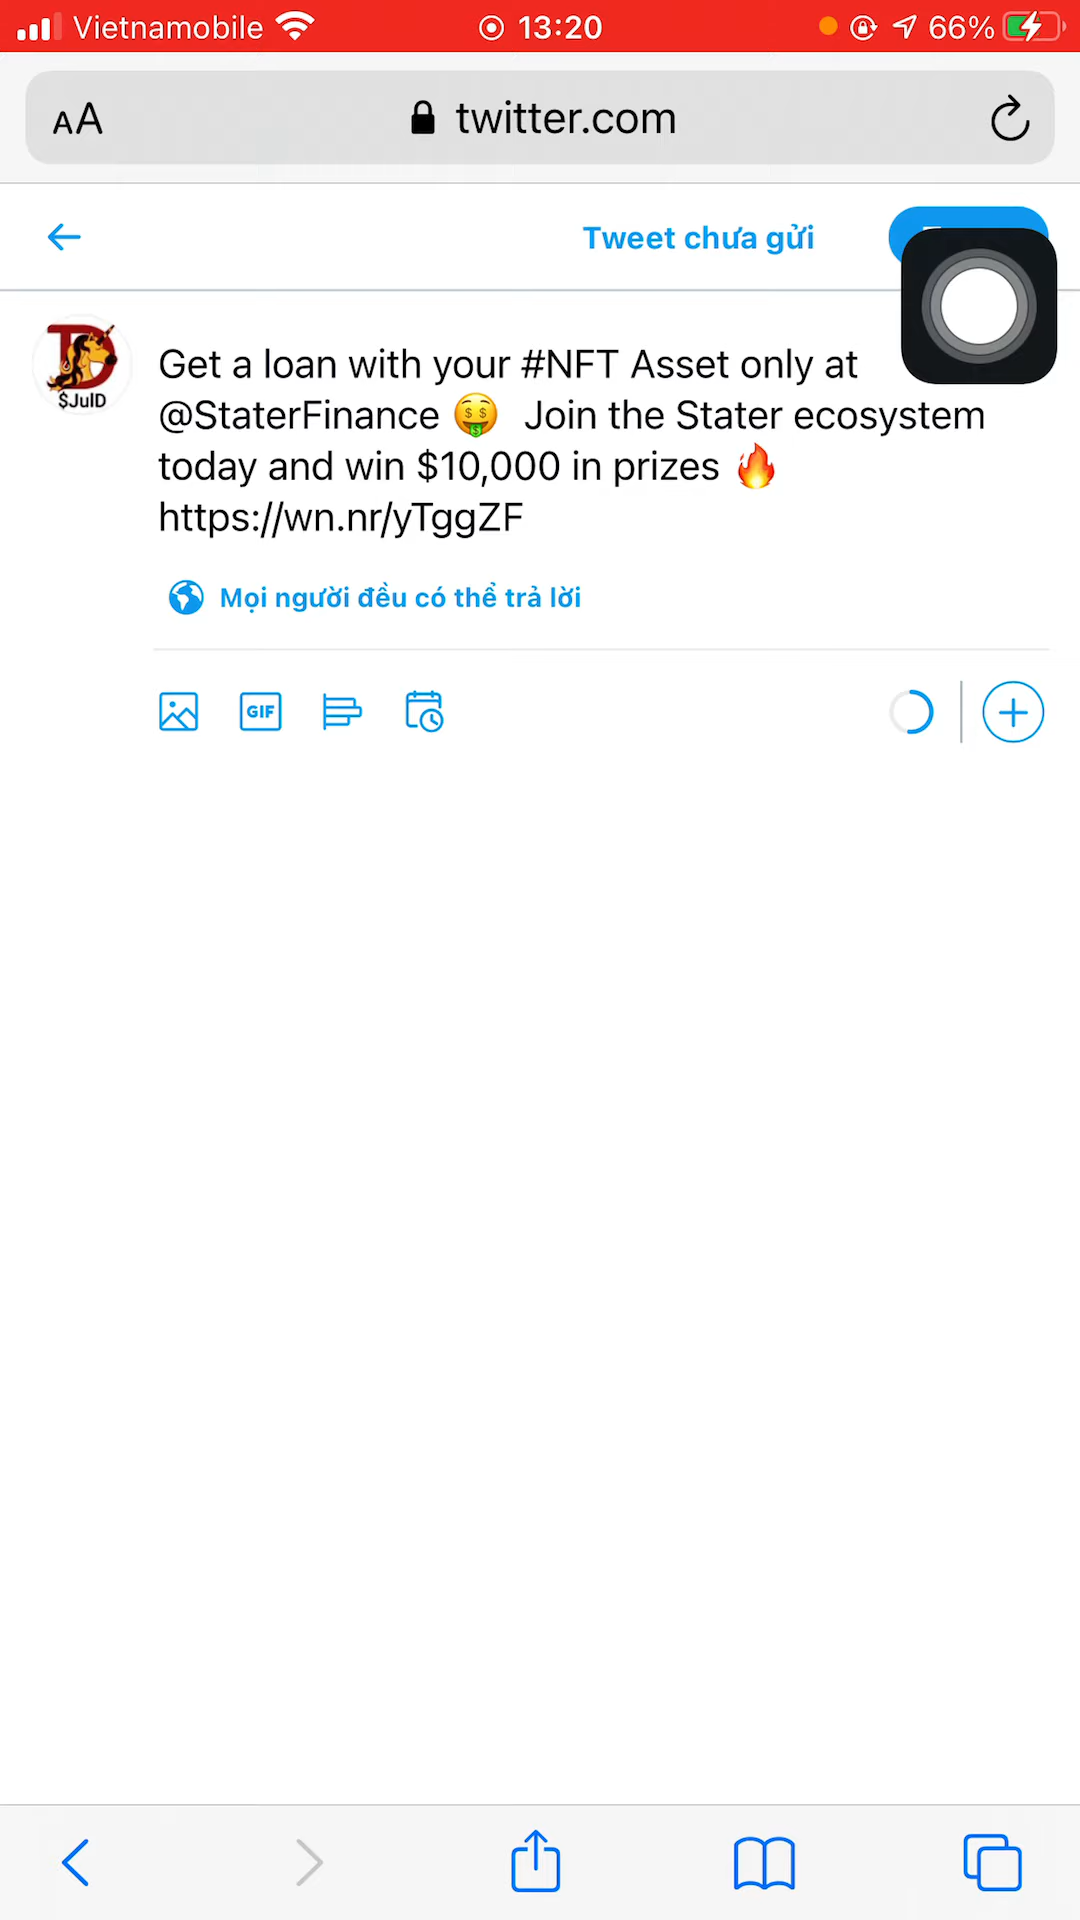 Vietnamobile 13:20 66%
AA twitter.com
Tweet chưa gửi
$JulD
Get a loan with your #NFT Asset only at
@StaterFinance 🤑 Join the Stater ecosystem
today and win $10,000 in prizes 🔥
https://wn.nr/yTggZF
Mọi người đều có thể trả lời
GIF